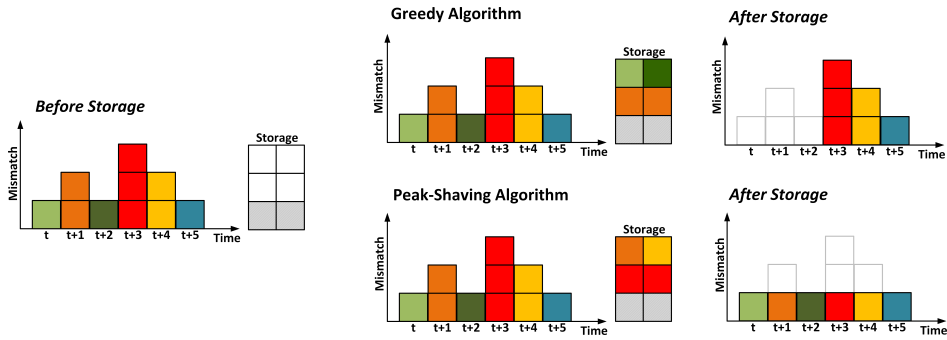 Before Storage
Mismatch
t t+1 t+2 t+3 t+4 t+5 Time
Storage
Greedy Algorithm
Mismatch
t t+1 t+2 t+3 t+4 t+5 Time
Storage
After Storage
Mismatch
t t+1 t+2 t+3 t+4 t+5 Time
Peak-Shaving Algorithm
Mismatch
t t+1 t+2 t+3 t+4 t+5 Time
Storage
After Storage
Mismatch
t t+1 t+2 t+3 t+4 t+5 Time